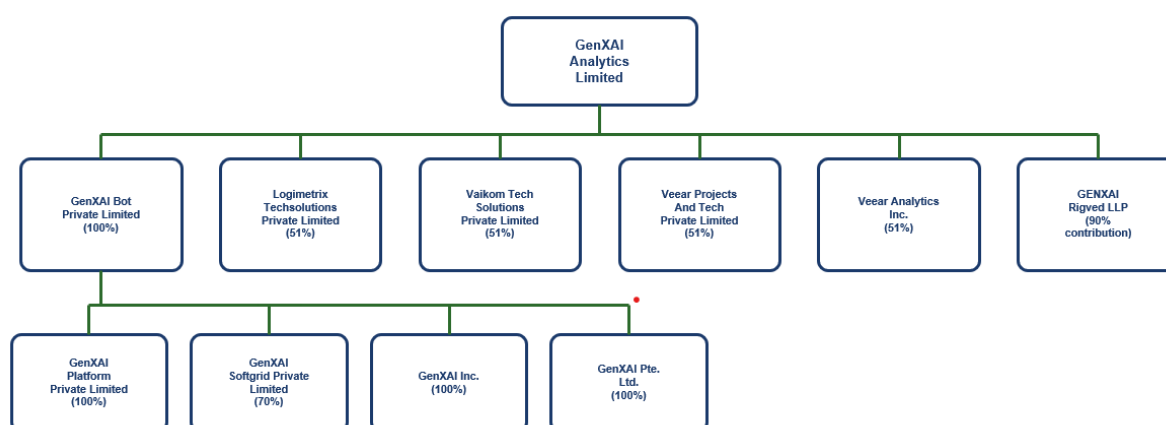 GenXAI
Analytics
Limited
GenXAI Bot
Private Limited
(100%)
Logimetrix
Techsolutions
Private Limited
(51%)
Vaikom Tech
Solutions
Private Limited
(51%)
Veear Projects
And Tech
Private Limited
(51%)
Veear Analytics
Inc.
(51%)
GENXAI
Rigved LLP
(90%
contribution)
GenXAI
Platform
Private Limited
(100%)
GenXAI
Softgrid Private
Limited
(70%)
GenXAI Inc.
(100%)
GenXAI Pte.
Ltd.
(100%)